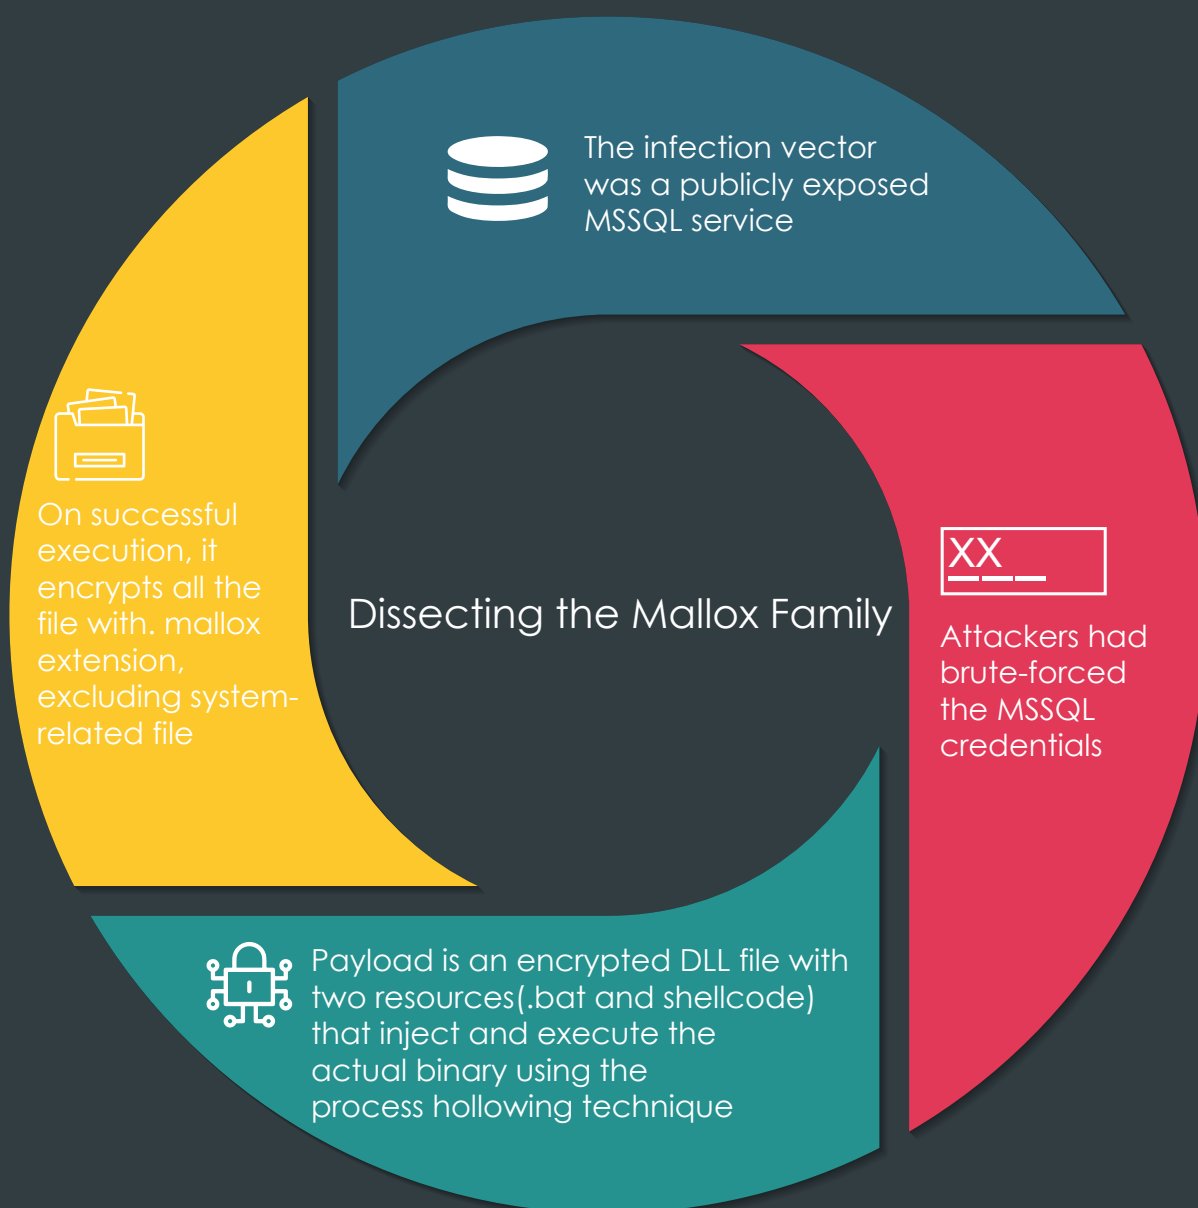 The infection vector
was a publicly exposed
MSSQL service
XX
Attackers had
brute-forced
the MSSQL
credentials
Payload is an encrypted DLL file with
two resources(.bat and shellcode)
that inject and execute the
actual binary using the
process hollowing technique
On successful
execution, it
encrypts all the
file with. mallox
extension,
excluding system-
related file
Dissecting the Mallox Family